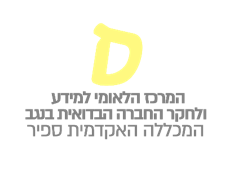 ס
המרכז הלאומי למידע
ולחקר החברה הבדואית בנגב
המכללה האקדמית ספיר